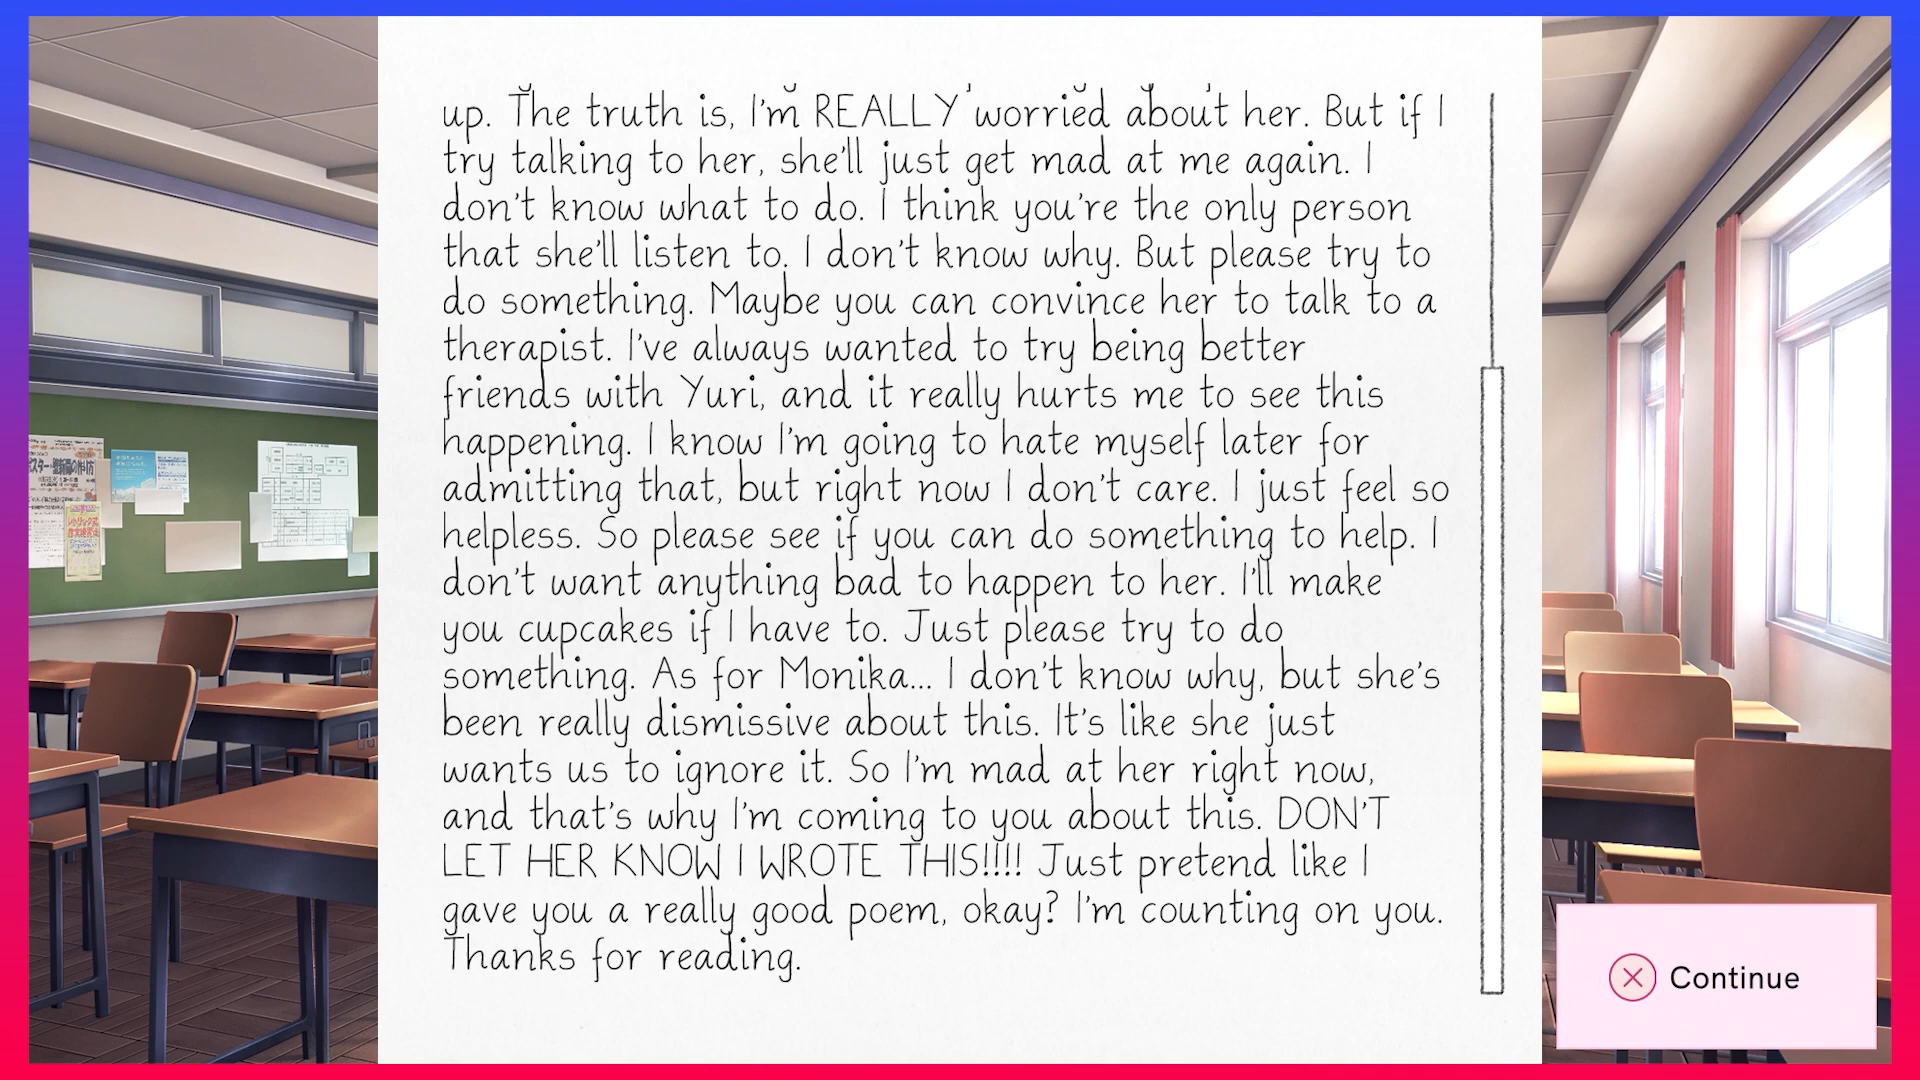 up. The truth is, I'm REALLY worried about her. But if I
try talking to her, she'll just get mad at me again. I
don't know what to do. I think you're the only person
that she'll listen to. I don't know why. But please try to
do something. Maybe you can convince her to talk to a
therapist. I've always wanted to try being better
friends with Yuri, and it really hurts me to see this
happening. I know I'm going to hate myself later for
admitting that, but right now I don't care. I just feel so
helpless. So please see if you can do something to help. I
don't want anything bad to happen to her. I'll make
you cupcakes if I have to. Just please try to do
something. As for Monika... I don't know why, but she's
been really dismissive about this. It's like she just
wants us to ignore it. So I'm mad at her right now,
and that's why I'm coming to you about this. DON'T
LET HER KNOW I WROTE THIS!!!! Just pretend like I
gave you a really good poem, okay? I'm counting on you.
Thanks for reading.
Continue